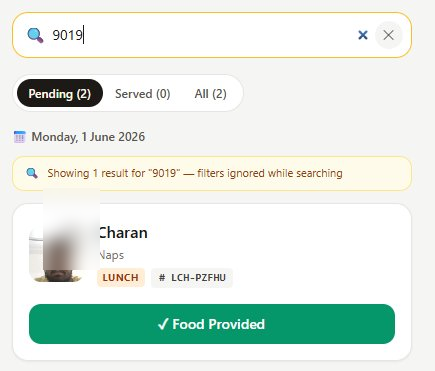 9019
Pending (2) Served (0) All (2)
Monday, 1 June 2026
Showing 1 result for "9019" — filters ignored while searching
Charan
Naps
LUNCH # LCH-PZFHU
✓ Food Provided